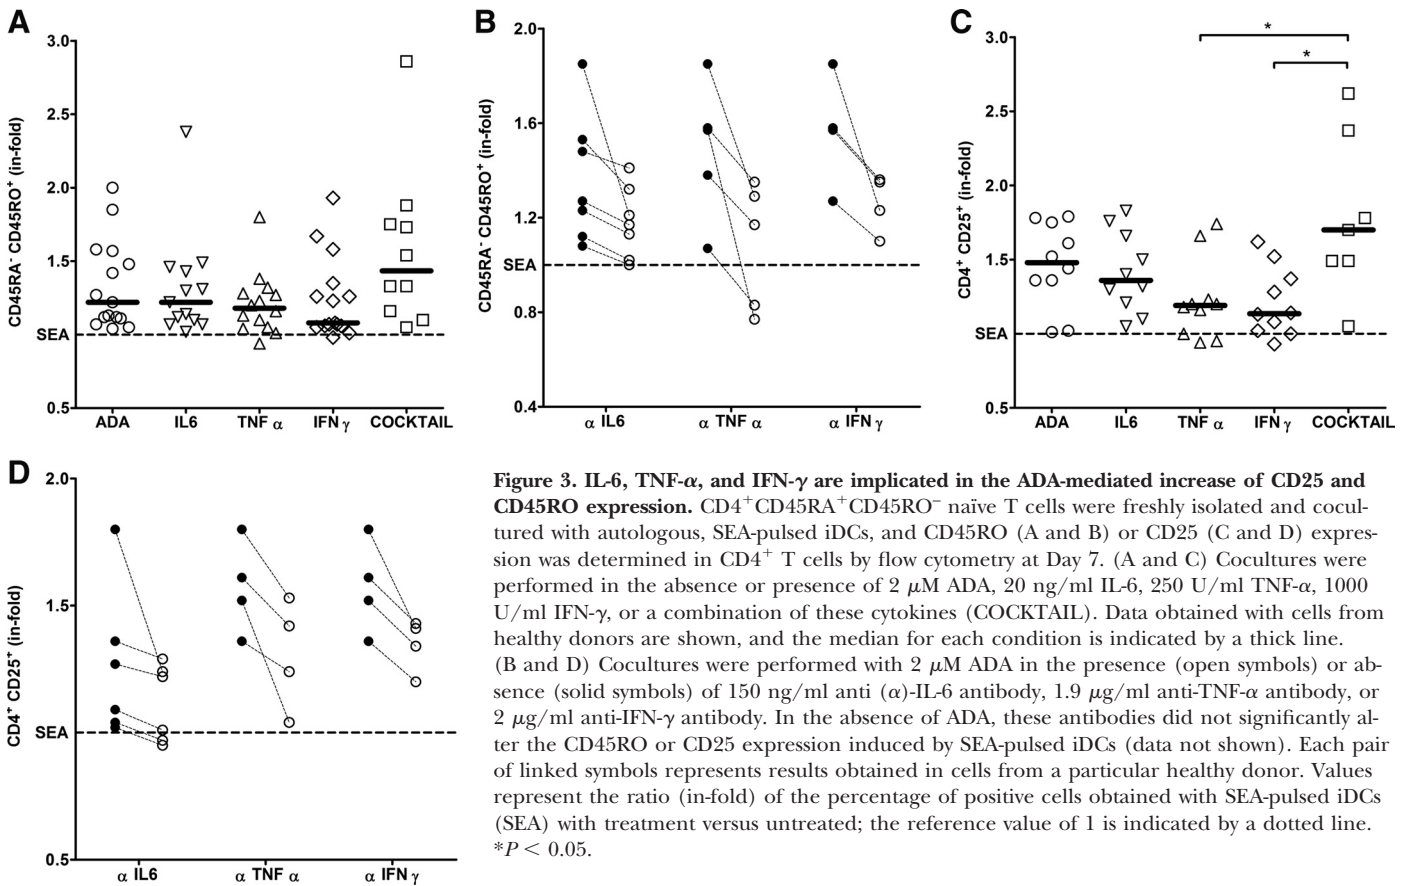 A
3.0
2.5
2.0
1.5
SEA
0.5
CD45RA- CD45RO+ (in-fold)
ADA
IL6
TNF α
IFN γ
COCKTAIL
B
2.0
1.6
1.2
SEA
0.8
0.4
CD45RA- CD45RO+ (in-fold)
α IL6
α TNF α
α IFN γ
C
3.0
2.5
2.0
1.5
SEA
0.5
CD4+ CD25+ (in-fold)
*
*
ADA
IL6
TNF α
IFN γ
COCKTAIL
D
2.0
1.5
SEA
0.5
CD4+ CD25+ (in-fold)
α IL6
α TNF α
α IFN γ
Figure 3. IL-6, TNF-α, and IFN-γ are implicated in the ADA-mediated increase of CD25 and
CD45RO expression. CD4+CD45RA+CD45RO− naïve T cells were freshly isolated and cocul-
tured with autologous, SEA-pulsed iDCs, and CD45RO (A and B) or CD25 (C and D) expres-
sion was determined in CD4+ T cells by flow cytometry at Day 7. (A and C) Cocultures were
performed in the absence or presence of 2 μM ADA, 20 ng/ml IL-6, 250 U/ml TNF-α, 1000
U/ml IFN-γ, or a combination of these cytokines (COCKTAIL). Data obtained with cells from
healthy donors are shown, and the median for each condition is indicated by a thick line.
(B and D) Cocultures were performed with 2 μM ADA in the presence (open symbols) or ab-
sence (solid symbols) of 150 ng/ml anti (α)-IL-6 antibody, 1.9 μg/ml anti-TNF-α antibody, or
2 μg/ml anti-IFN-γ antibody. In the absence of ADA, these antibodies did not significantly al-
ter the CD45RO or CD25 expression induced by SEA-pulsed iDCs (data not shown). Each pair
of linked symbols represents results obtained in cells from a particular healthy donor. Values
represent the ratio (in-fold) of the percentage of positive cells obtained with SEA-pulsed iDCs
(SEA) with treatment versus untreated; the reference value of 1 is indicated by a dotted line.
*P < 0.05.